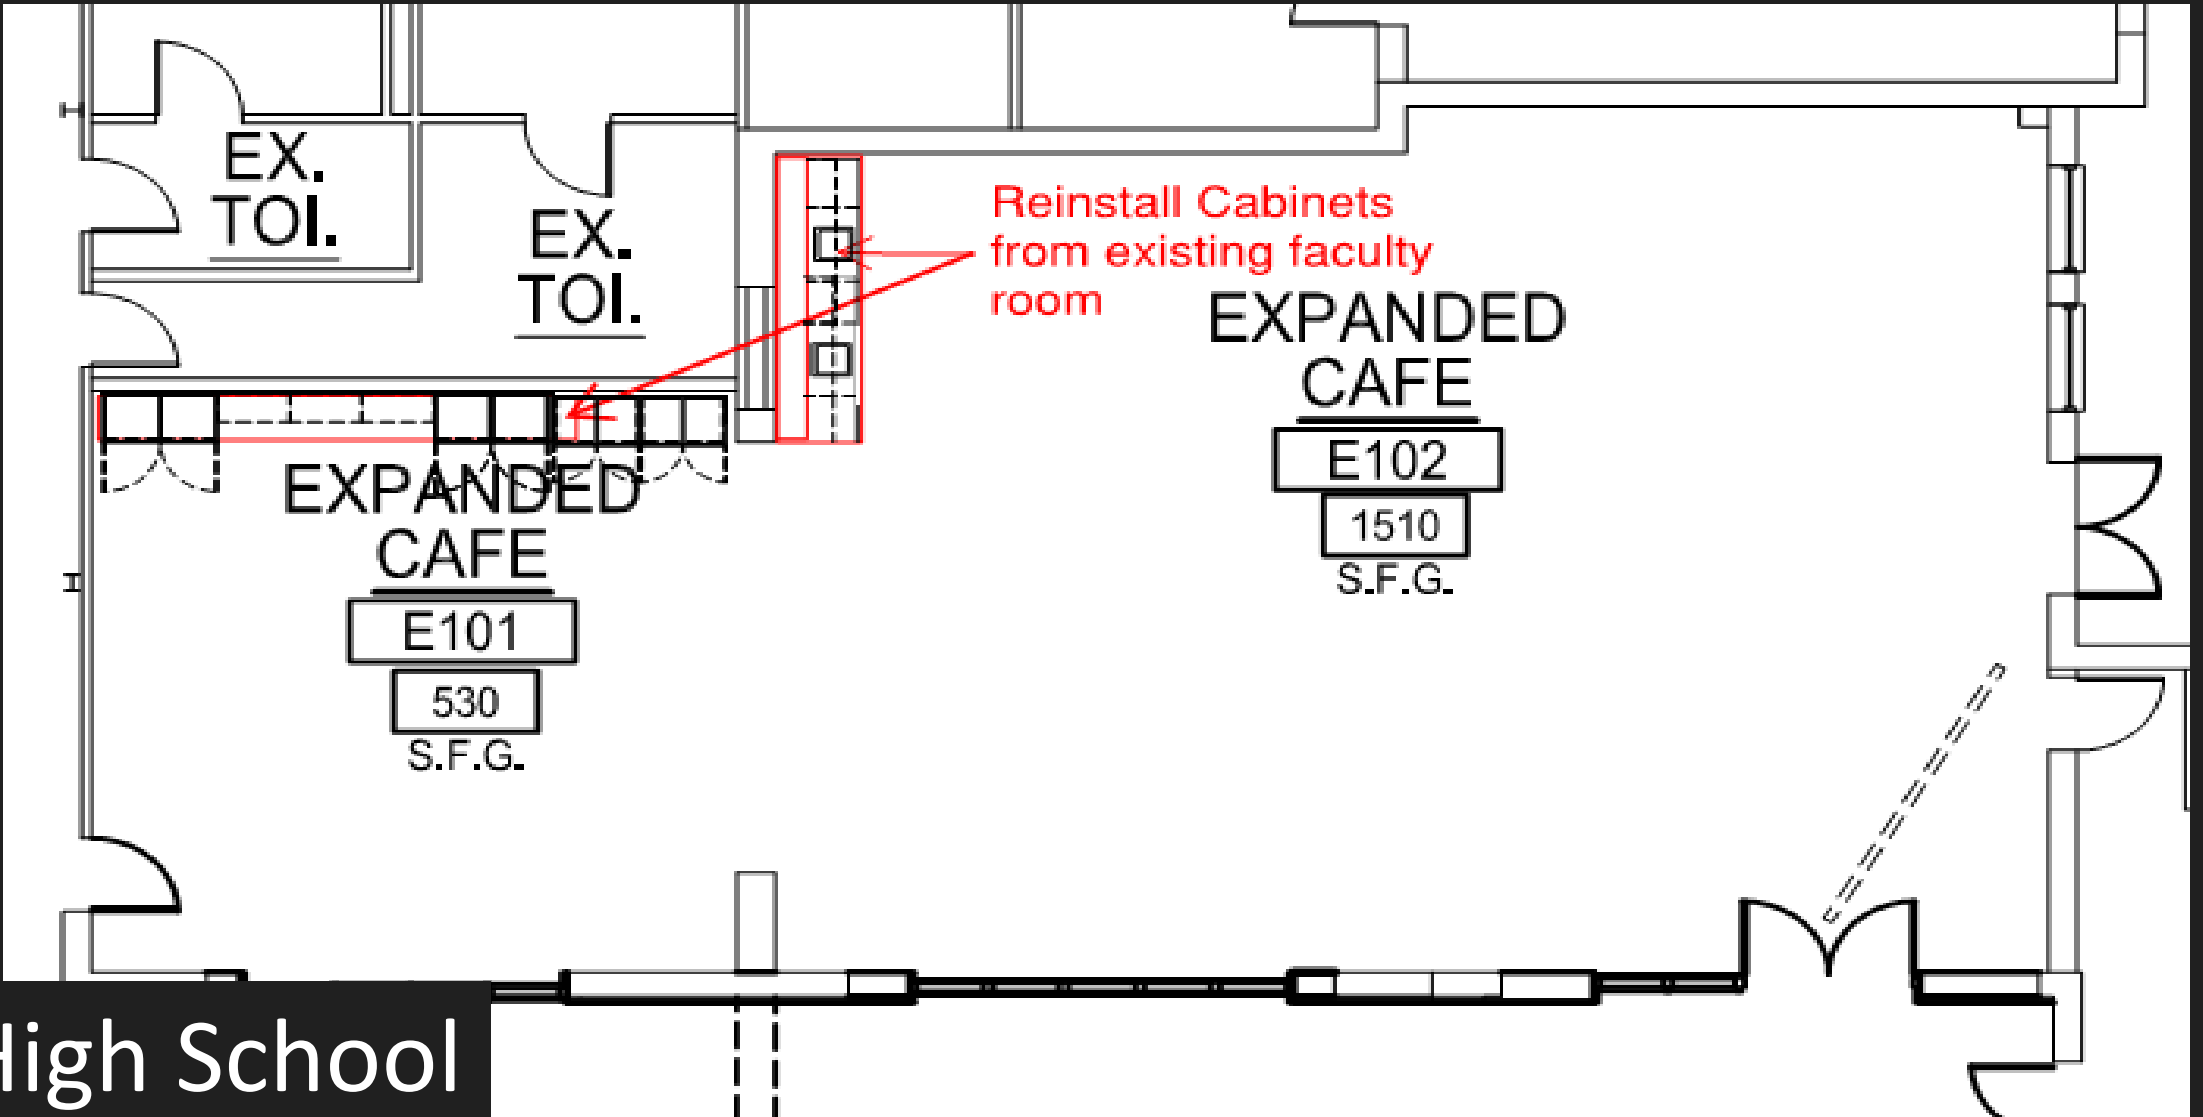 EX.
TOI.
EX.
TOI.
Reinstall Cabinets
from existing faculty
room
EXPANDED
CAFE
E102
1510
S.F.G.
EXPANDED
CAFE
E101
530
S.F.G.
High School